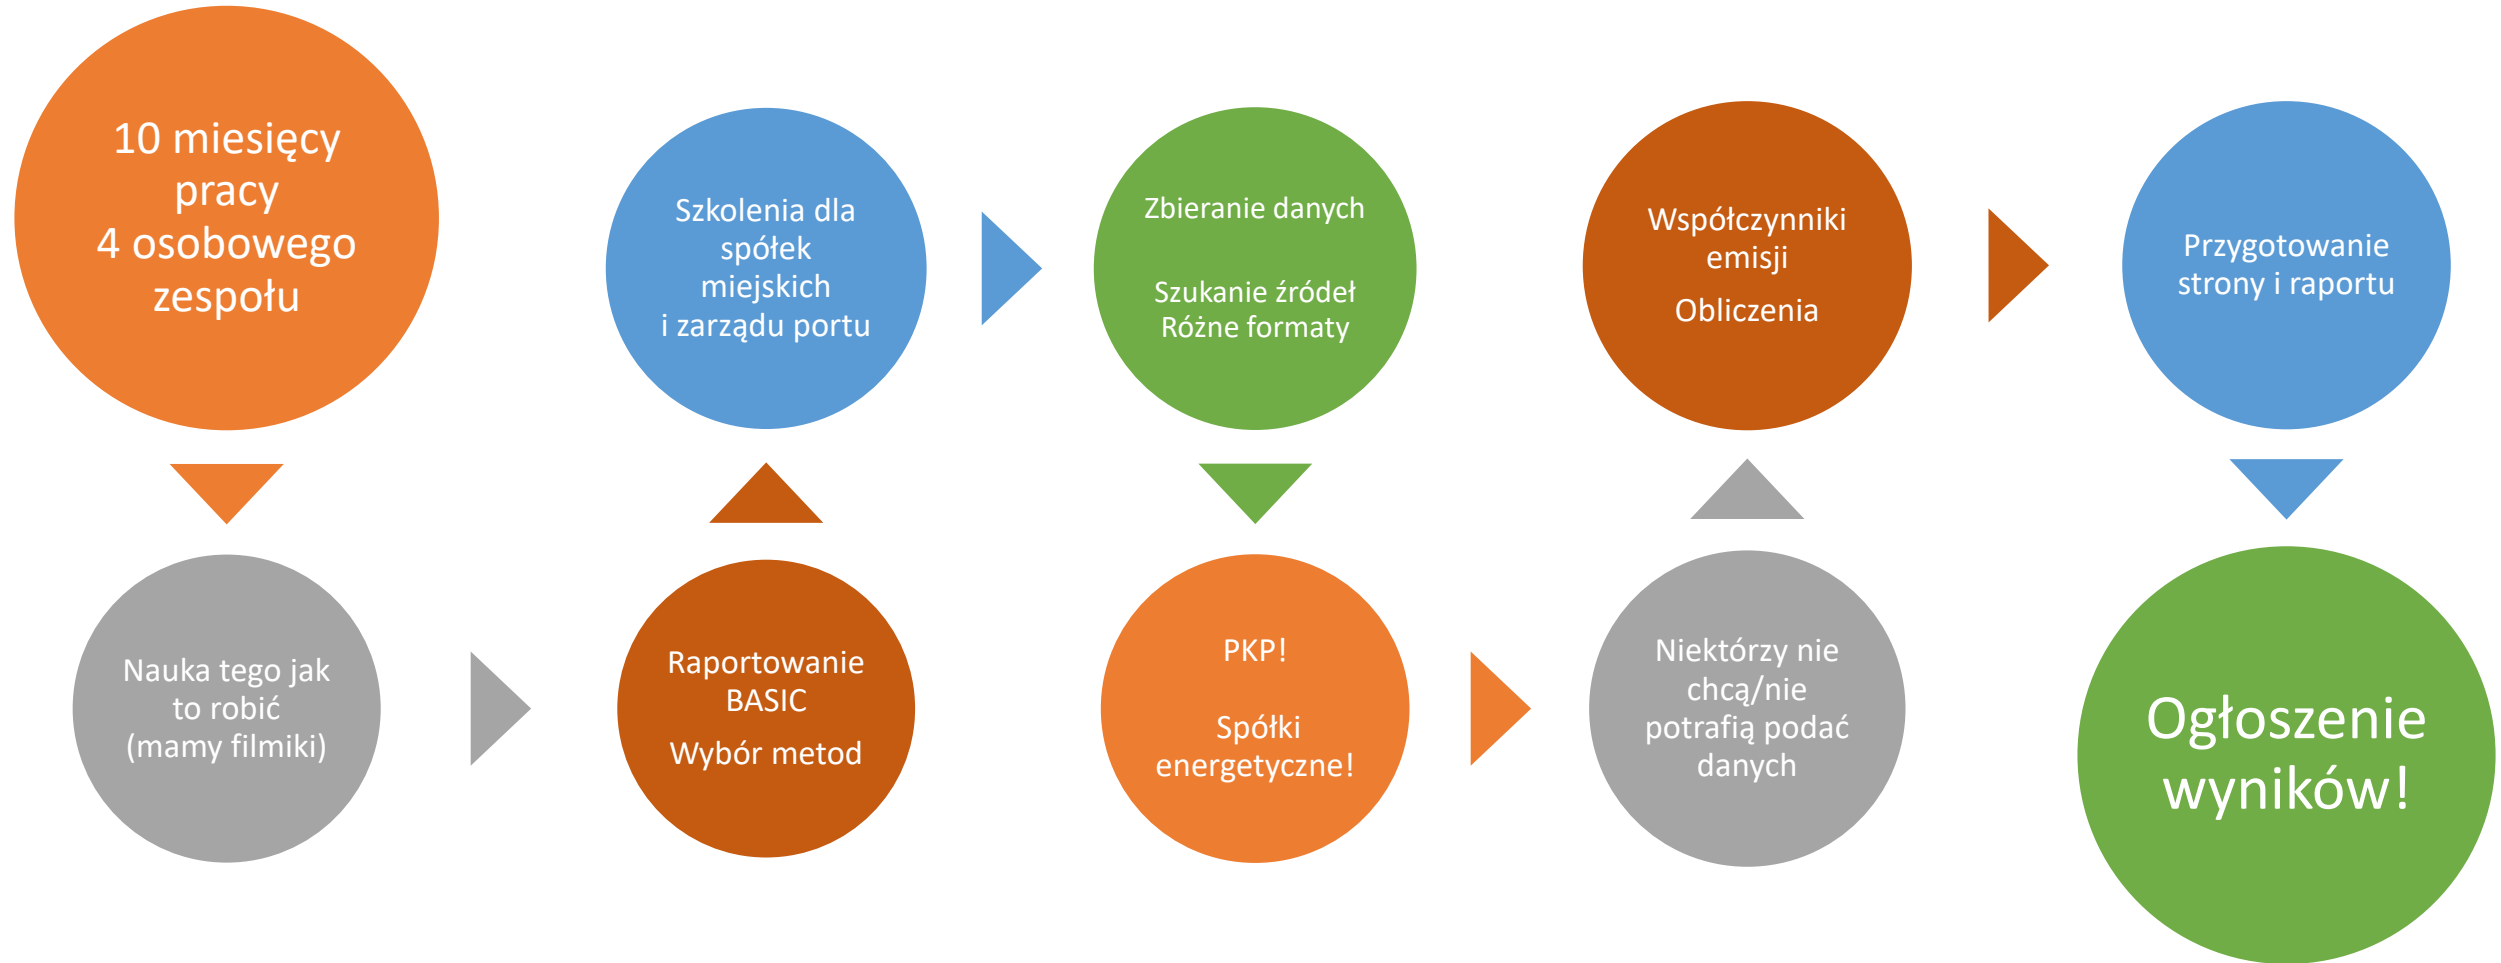 10 miesięcy
pracy
4 osobowego
zespołu
Nauka tego jak
to robić
(mamy filmiki)
Raportowanie
BASIC
Wybór metod
Szkolenia dla
spółek
miejskich
i zarządu portu
Zbieranie danych
Szukanie źródeł
Różne formaty
PKP!
Spółki
energetyczne!
Niektórzy nie
chcą/nie
potrafią podać
danych
Współczynniki
emisji
Obliczenia
Przygotowanie
strony i raportu
Ogłoszenie
wyników!